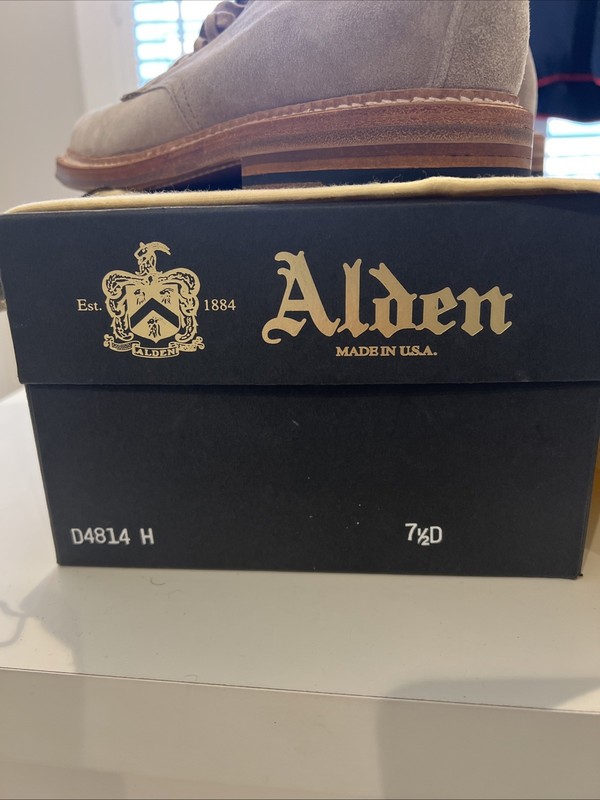 Est. 1884
ALDEN
Alden
MADE IN U.S.A.
D4814 H 7½D